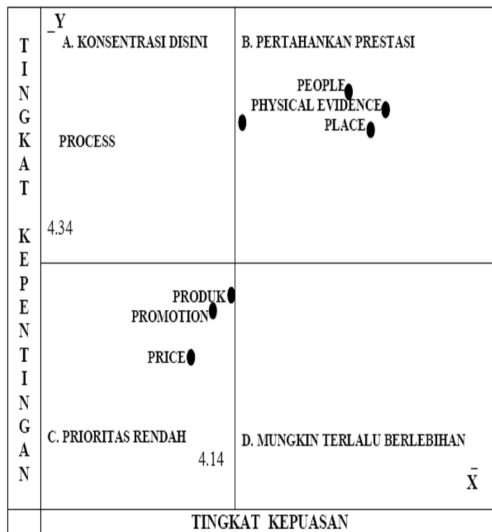 TINGKAT KEPENTINGAN
_Y
A. KONSENTRASI DISINI
B. PERTAHANKAN PRESTASI
PEOPLE
PHYSICAL EVIDENCE
PLACE
PROCESS
4.34
PRODUK
PROMOTION
PRICE
C. PRIORITAS RENDAH
D. MUNGKIN TERLALU BERLEBIHAN
4.14
X̄
TINGKAT KEPUASAN